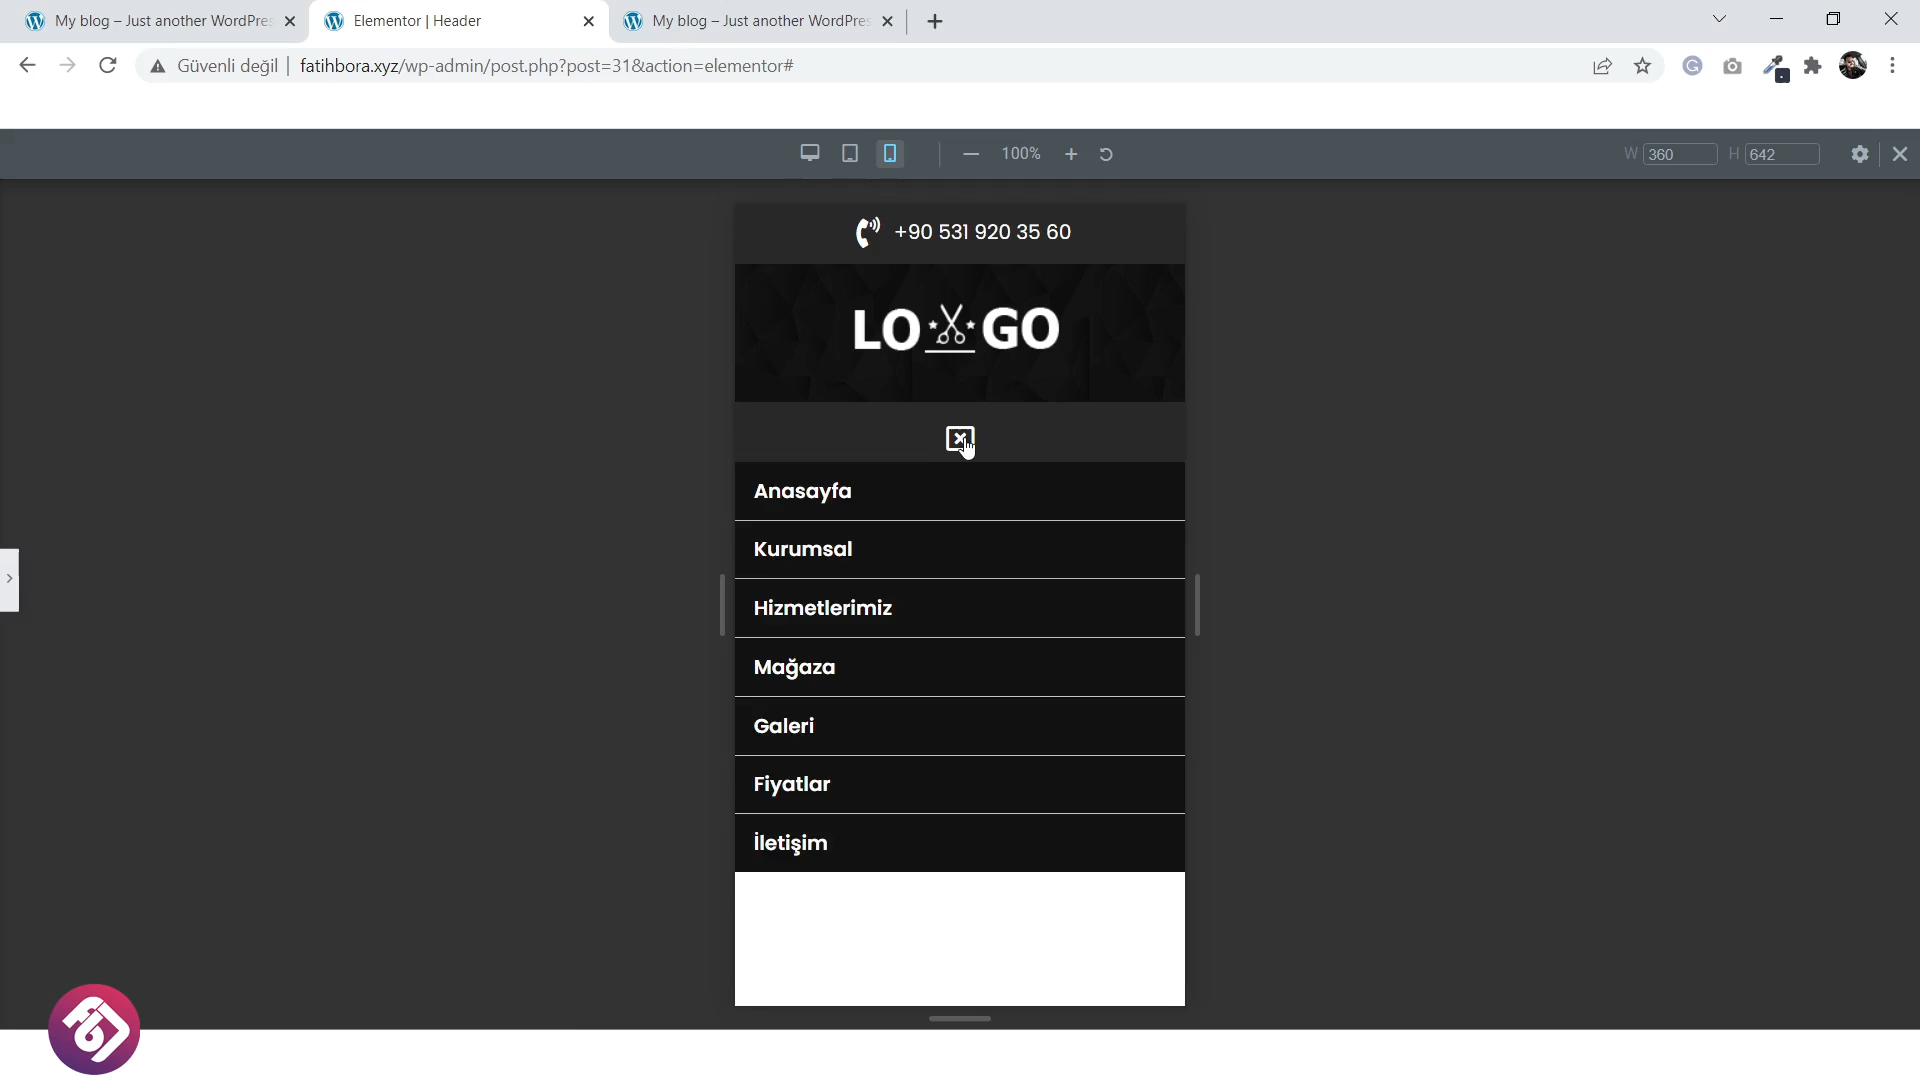 My blog – Just another WordPres
Elementor | Header
My blog – Just another WordPres
Güvenli değil
fatihbora.xyz/wp-admin/post.php?post=31&action=elementor#
100%
W 360
H 642
+90 531 920 35 60
LO GO
Anasayfa
Kurumsal
Hizmetlerimiz
Mağaza
Galeri
Fiyatlar
İletişim